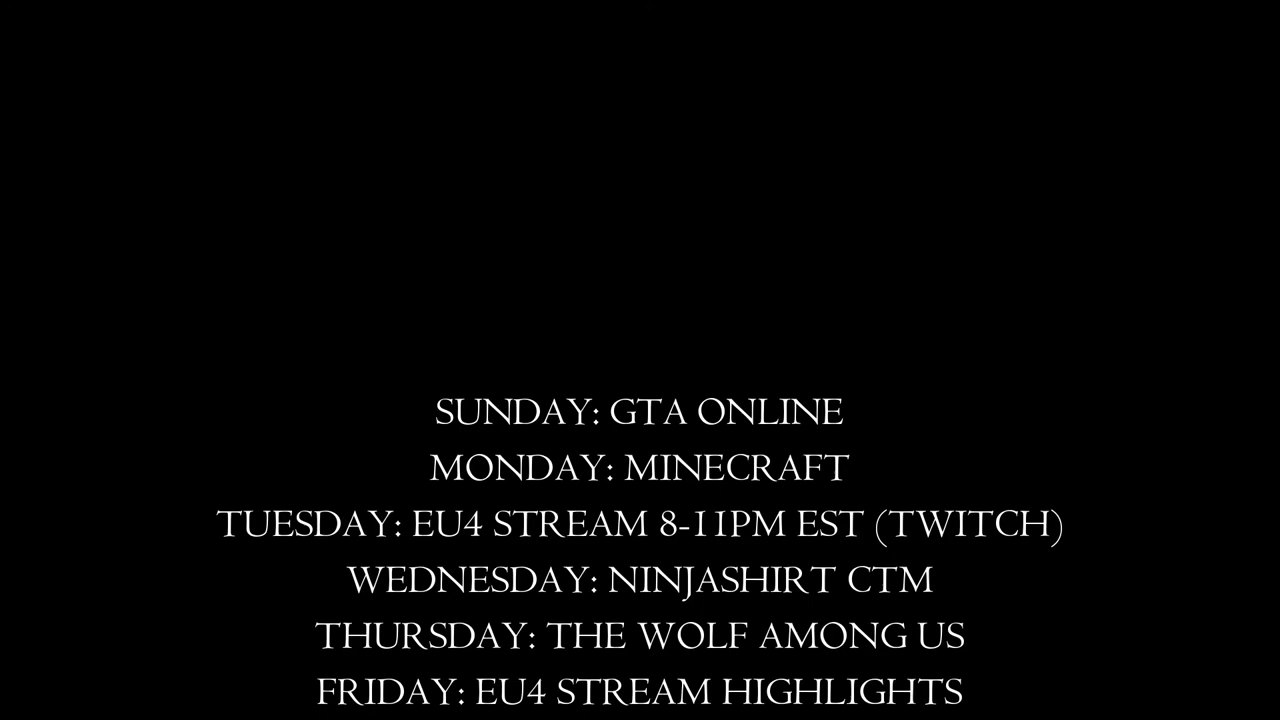 SUNDAY: GTA ONLINE
MONDAY: MINECRAFT
TUESDAY: EU4 STREAM 8-11PM EST (TWITCH)
WEDNESDAY: NINJASHIRT CTM
THURSDAY: THE WOLF AMONG US
FRIDAY: EU4 STREAM HIGHLIGHTS